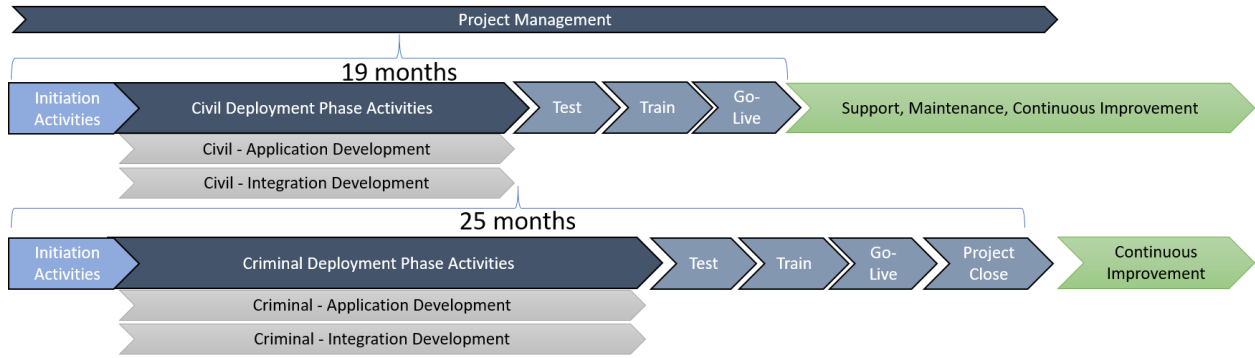 Project Management
19 months
Initiation
Activities
Civil Deployment Phase Activities
Test
Train
Go-
Live
Support, Maintenance, Continuous Improvement
Civil - Application Development
Civil - Integration Development
25 months
Initiation
Activities
Criminal Deployment Phase Activities
Test
Train
Go-
Live
Project
Close
Continuous
Improvement
Criminal - Application Development
Criminal - Integration Development